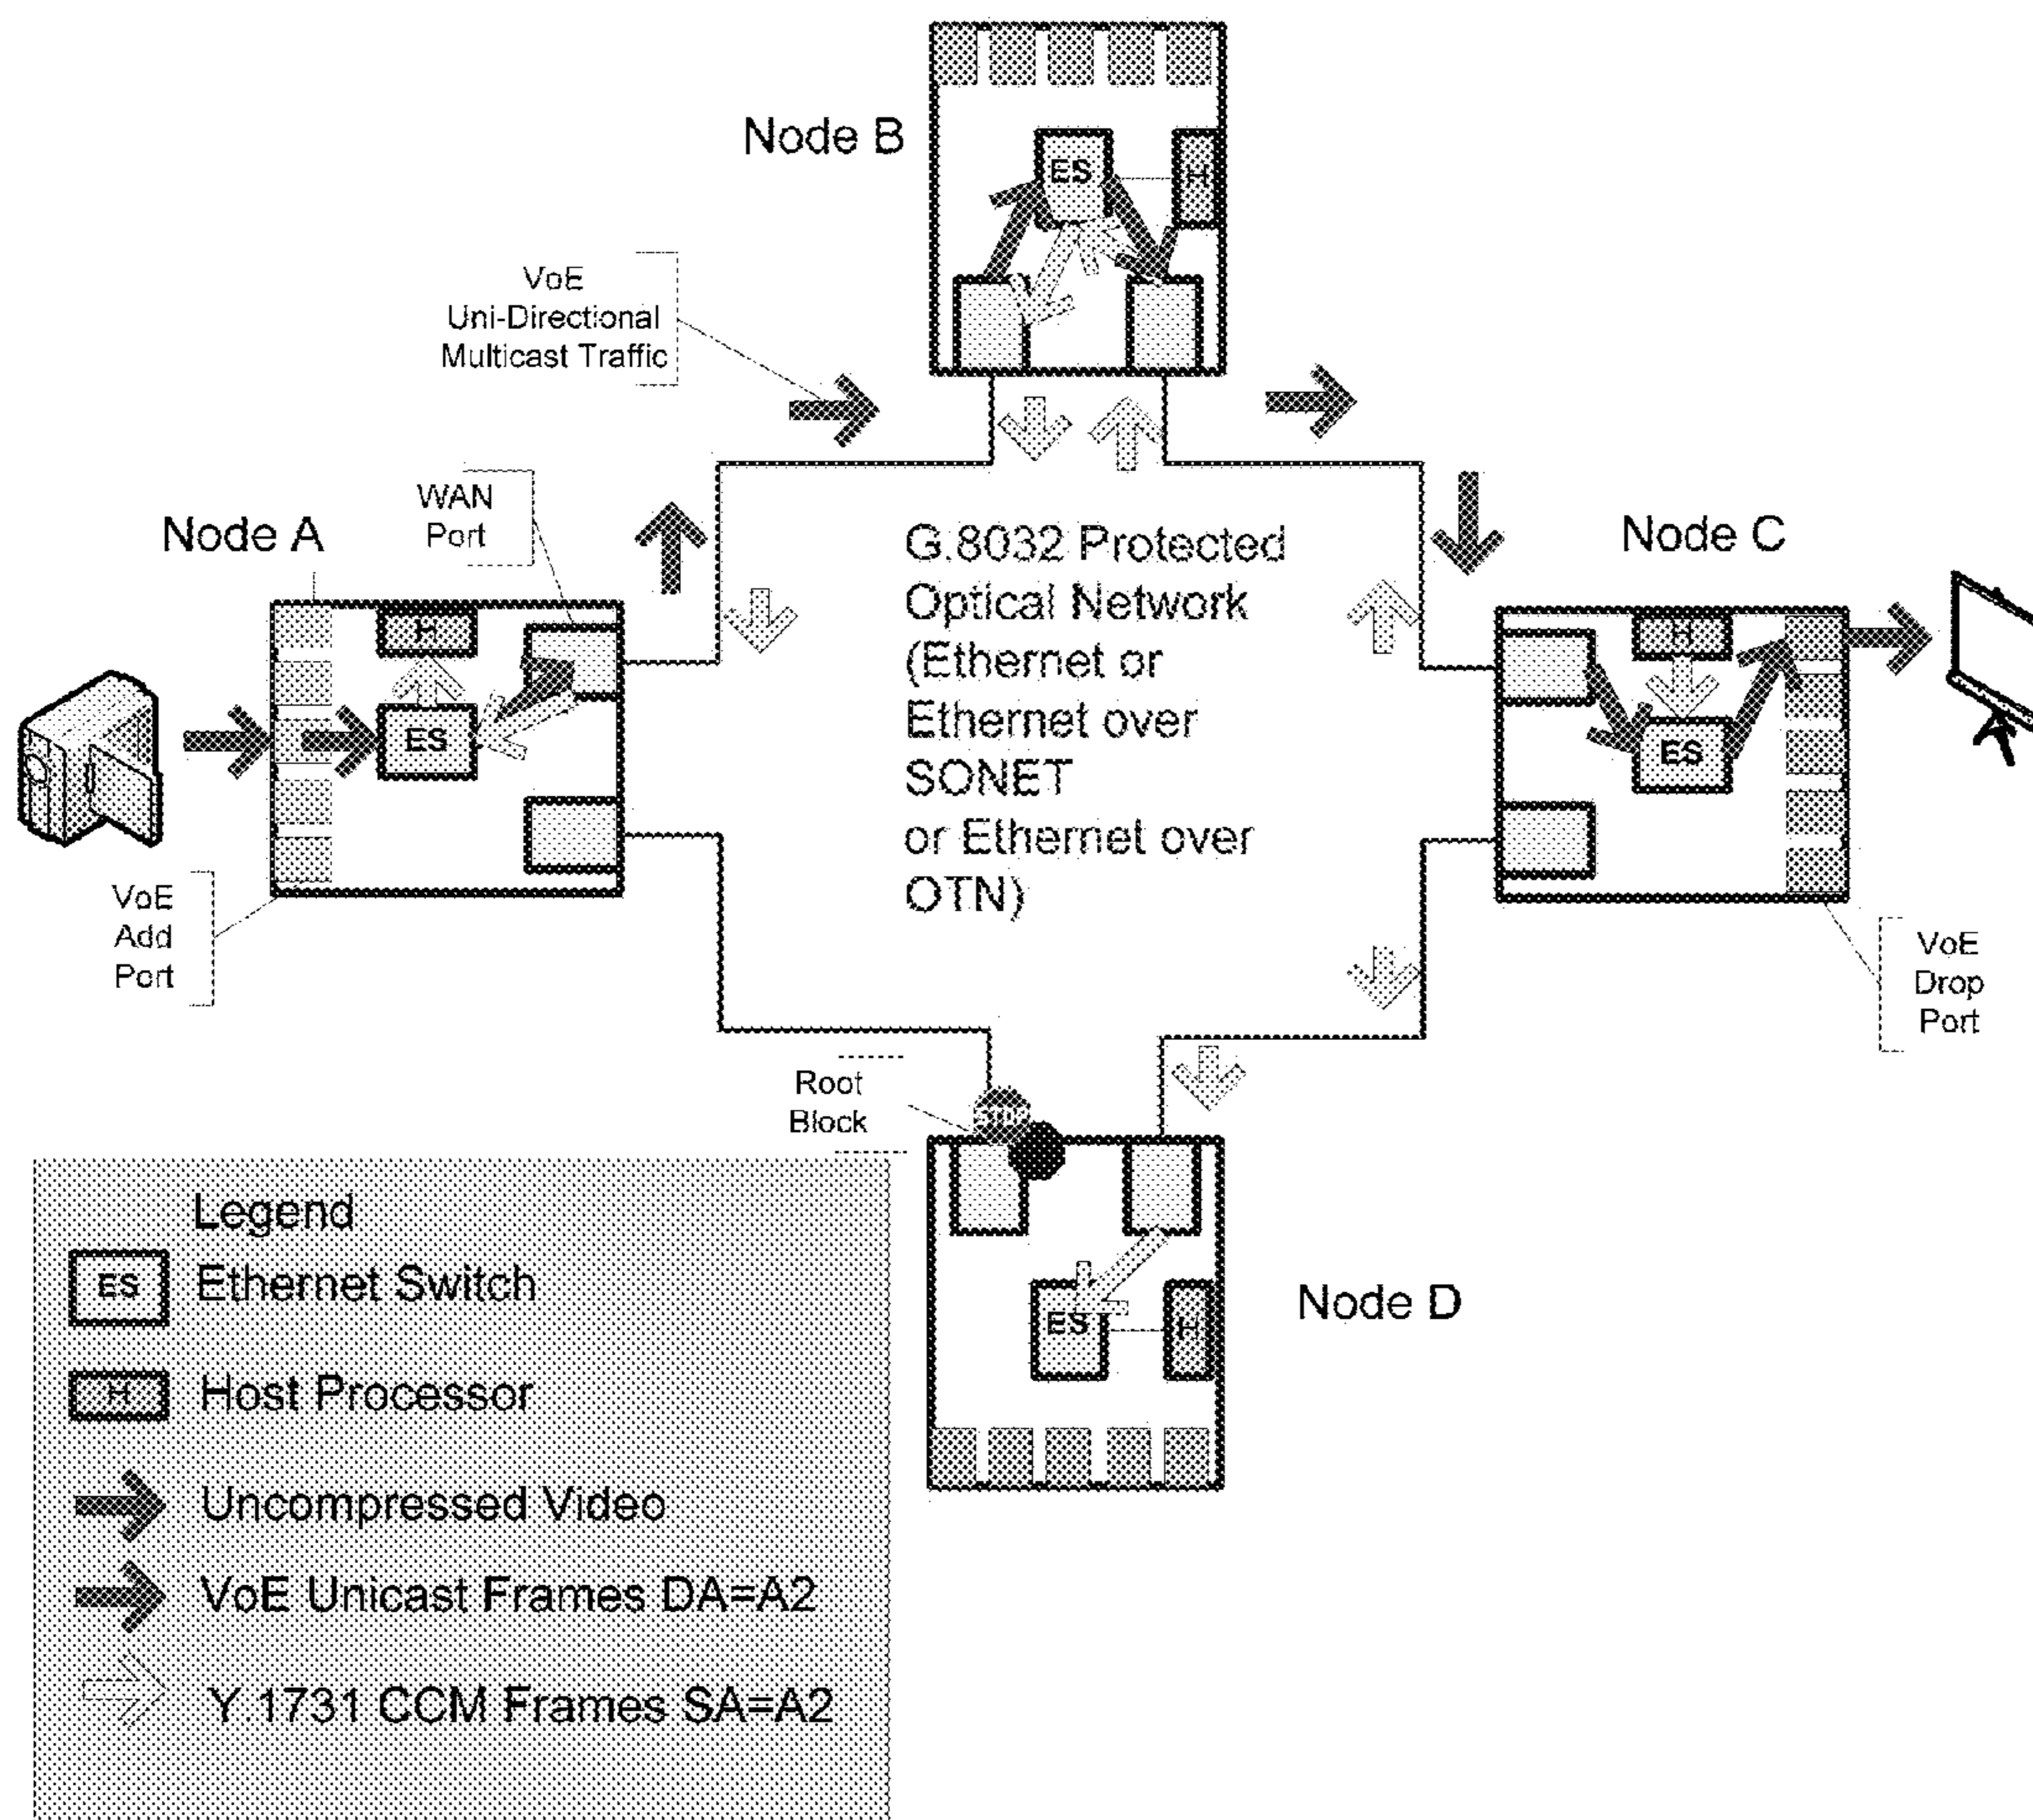 Node B
ES
H
VoE
Uni-Directional
Multicast Traffic
WAN
Port
Node A
H
ES
VoE
Add
Port
G.8032 Protected
Optical Network
(Ethernet or
Ethernet over
SONET
or Ethernet over
OTN)
Node C
H
ES
VoE
Drop
Port
Root
Block
ES
H
Node D
Legend
ES Ethernet Switch
H Host Processor
Uncompressed Video
VoE Unicast Frames DA=A2
Y.1731 CCM Frames SA=A2